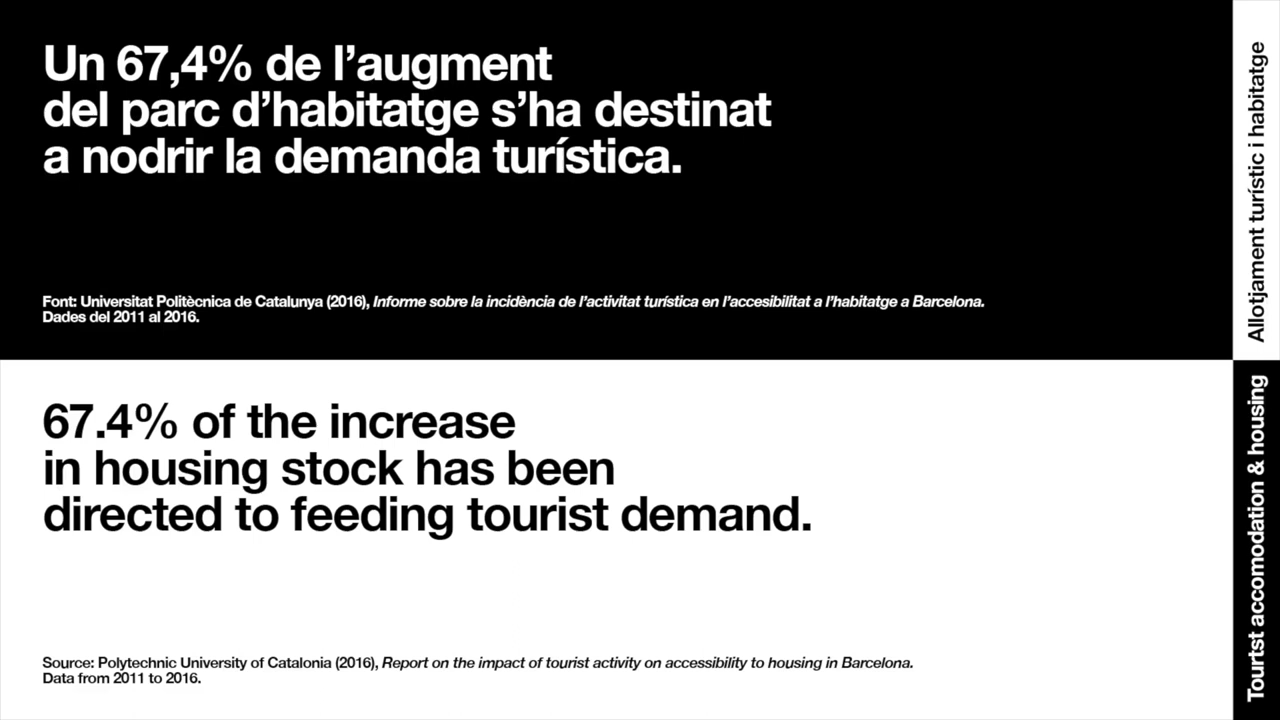 Un 67,4% de l’augment
del parc d’habitatge s’ha destinat
a nodrir la demanda turística.
Font: Universitat Politècnica de Catalunya (2016), Informe sobre la incidència de l’activitat turística en l’accesibilitat a l’habitatge a Barcelona.
Dades del 2011 al 2016.
Allotjament turístic i habitatge
67.4% of the increase
in housing stock has been
directed to feeding tourist demand.
Source: Polytechnic University of Catalonia (2016), Report on the impact of tourist activity on accessibility to housing in Barcelona.
Data from 2011 to 2016.
Tourtst accomodation & housing